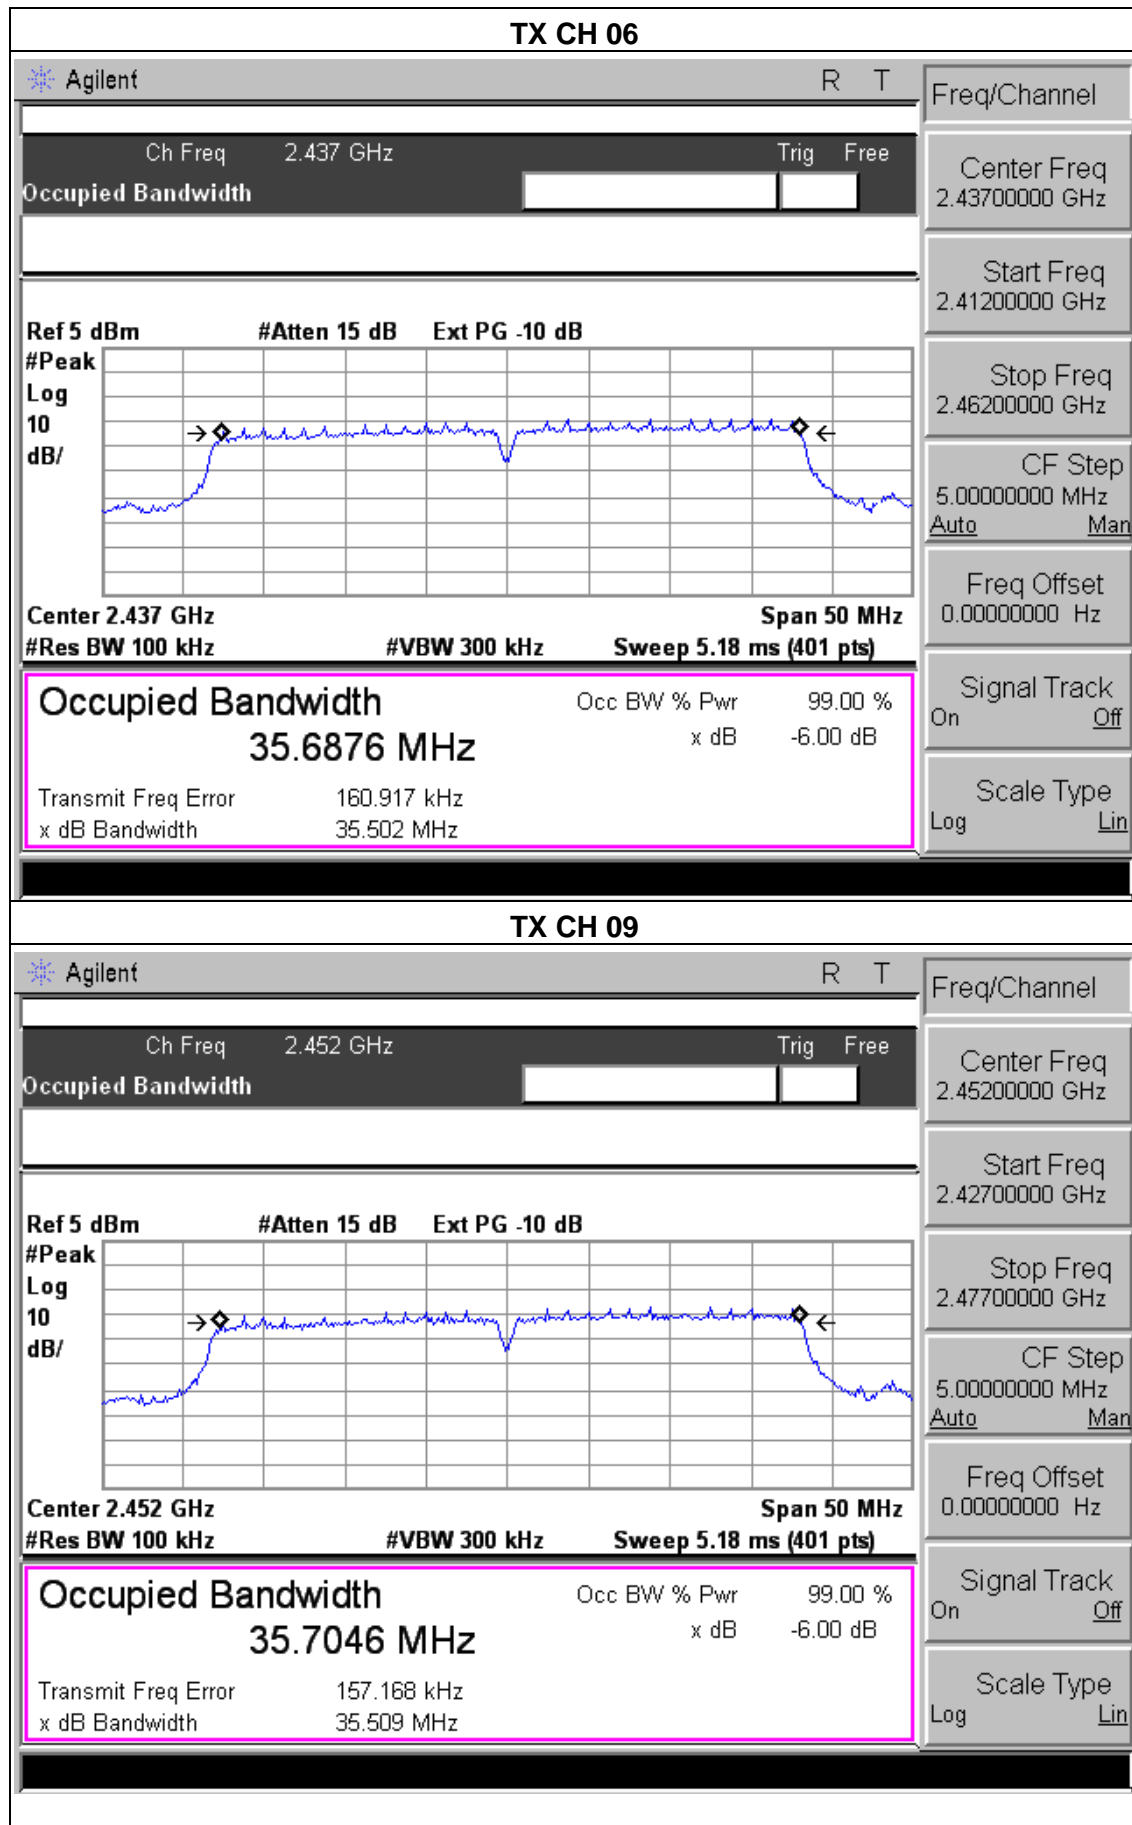 TX CH 06
Agilent R T
Freq/Channel
Ch Freq 2.437 GHz Trig Free
Occupied Bandwidth
Center Freq
2.43700000 GHz
Start Freq
2.41200000 GHz
Stop Freq
2.46200000 GHz
CF Step
5.00000000 MHz
Auto Man
Freq Offset
0.00000000 Hz
Signal Track
On Off
Scale Type
Log Lin
Ref 5 dBm #Atten 15 dB Ext PG -10 dB
#Peak
Log
10
dB/
Center 2.437 GHz Span 50 MHz
#Res BW 100 kHz #VBW 300 kHz Sweep 5.18 ms (401 pts)
Occupied Bandwidth Occ BW % Pwr 99.00 %
35.6876 MHz x dB -6.00 dB
Transmit Freq Error 160.917 kHz
x dB Bandwidth 35.502 MHz
TX CH 09
Agilent R T
Freq/Channel
Ch Freq 2.452 GHz Trig Free
Occupied Bandwidth
Center Freq
2.45200000 GHz
Start Freq
2.42700000 GHz
Stop Freq
2.47700000 GHz
CF Step
5.00000000 MHz
Auto Man
Freq Offset
0.00000000 Hz
Signal Track
On Off
Scale Type
Log Lin
Ref 5 dBm #Atten 15 dB Ext PG -10 dB
#Peak
Log
10
dB/
Center 2.452 GHz Span 50 MHz
#Res BW 100 kHz #VBW 300 kHz Sweep 5.18 ms (401 pts)
Occupied Bandwidth Occ BW % Pwr 99.00 %
35.7046 MHz x dB -6.00 dB
Transmit Freq Error 157.168 kHz
x dB Bandwidth 35.509 MHz